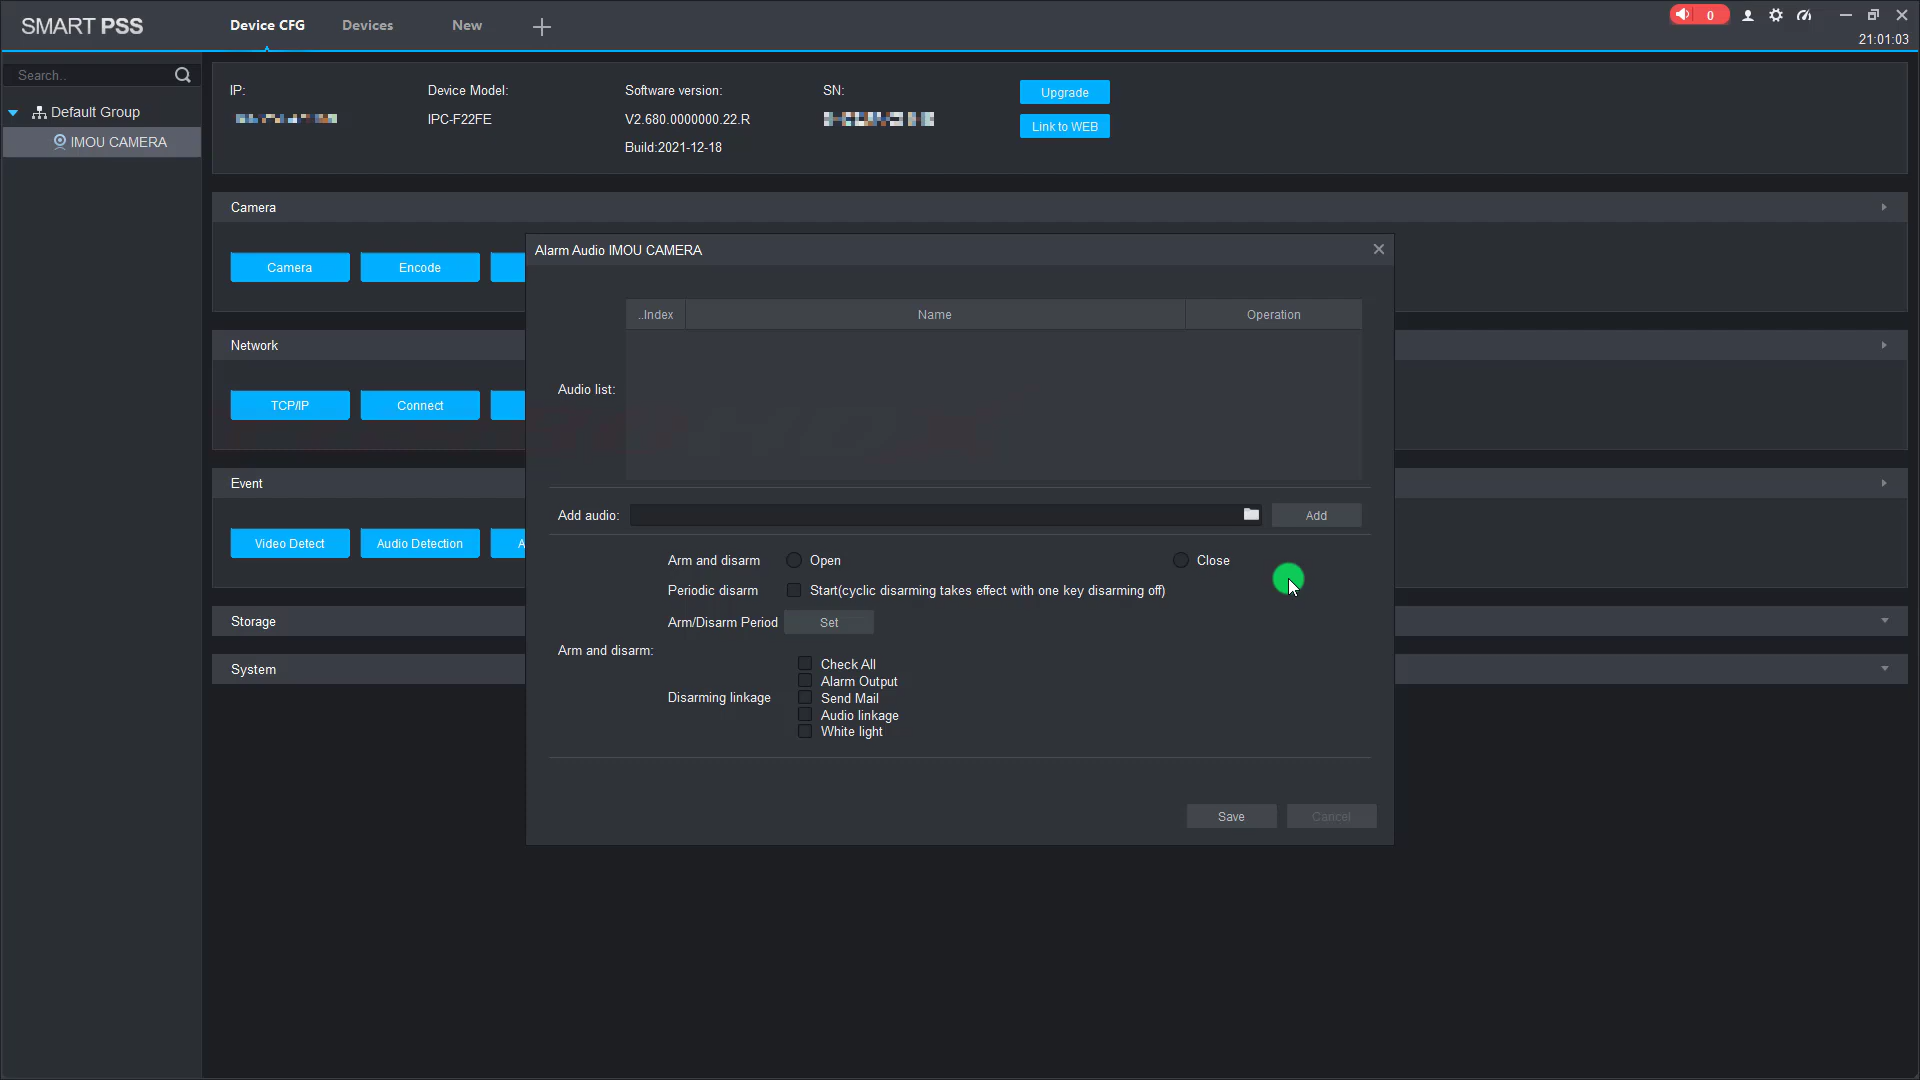 SMART PSS
Device CFG
Devices
New
0
21:01:03
Search..
Default Group
IMOU CAMERA
IP:
Device Model:
Software version:
SN:
Upgrade
IPC-F22FE
V2.680.0000000.22.R
Link to WEB
Build:2021-12-18
Camera
Camera
Encode
Network
TCP/IP
Connect
Event
Video Detect
Audio Detection
A
Storage
System
Alarm Audio IMOU CAMERA
..Index
Name
Operation
Audio list:
Add audio:
Add
Arm and disarm
Open
Close
Periodic disarm
Start(cyclic disarming takes effect with one key disarming off)
Arm/Disarm Period
Set
Arm and disarm:
Check All
Alarm Output
Disarming linkage
Send Mail
Audio linkage
White light
Save
Cancel